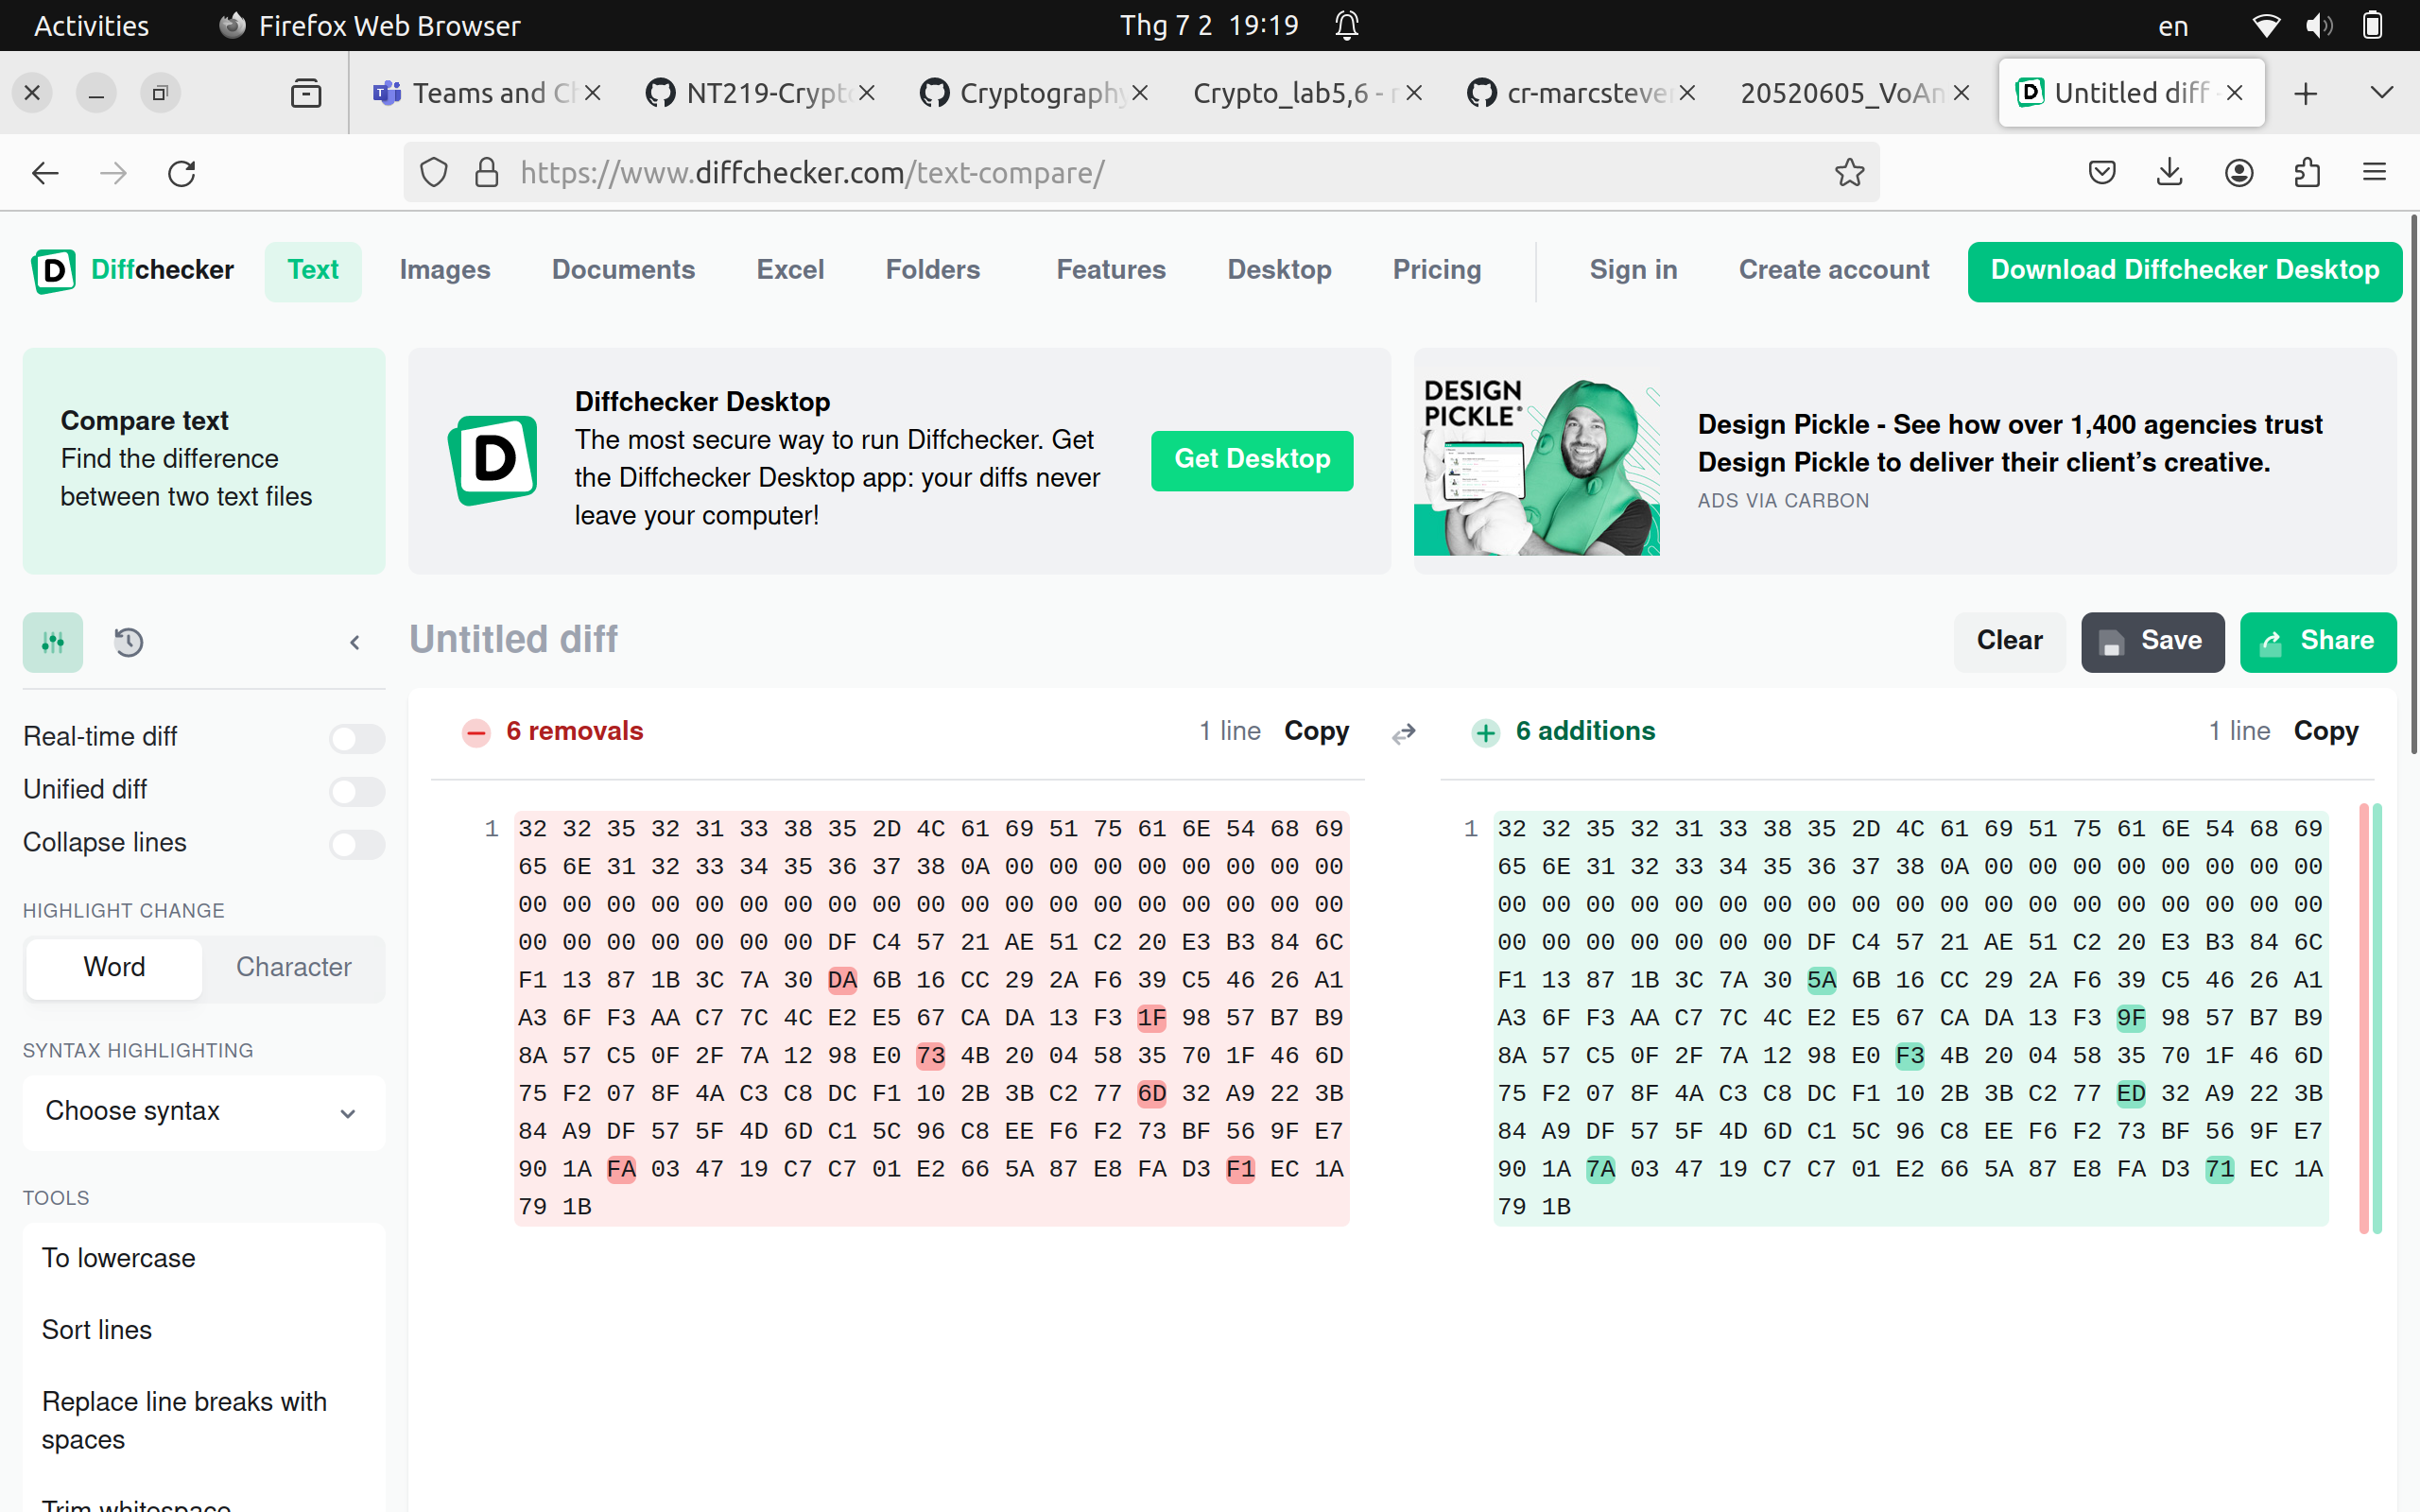 Activities Firefox Web Browser Thg 7 2 19:19 en
Teams and Ch NT219-Crypto Cryptography Crypto_lab5,6 - r cr-marcsteven 20520605_VoAn Untitled diff -
https://www.diffchecker.com/text-compare/
D Diffchecker Text Images Documents Excel Folders Features Desktop Pricing Sign in Create account Download Diffchecker Desktop
Compare text
Find the difference
between two text files
D
Diffchecker Desktop
The most secure way to run Diffchecker. Get
the Diffchecker Desktop app: your diffs never
leave your computer!
Get Desktop
DESIGN
PICKLE®
Design Pickle - See how over 1,400 agencies trust
Design Pickle to deliver their client’s creative.
ADS VIA CARBON
Untitled diff
Clear Save Share
Real-time diff
Unified diff
Collapse lines
HIGHLIGHT CHANGE
Word Character
SYNTAX HIGHLIGHTING
Choose syntax
TOOLS
To lowercase
Sort lines
Replace line breaks with
spaces
Trim whitespace
6 removals 1 line Copy
1 32 32 35 32 31 33 38 35 2D 4C 61 69 51 75 61 6E 54 68 69
65 6E 31 32 33 34 35 36 37 38 0A 00 00 00 00 00 00 00 00
00 00 00 00 00 00 00 00 00 00 00 00 00 00 00 00 00 00 00
00 00 00 00 00 00 00 DF C4 57 21 AE 51 C2 20 E3 B3 84 6C
F1 13 87 1B 3C 7A 30 DA 6B 16 CC 29 2A F6 39 C5 46 26 A1
A3 6F F3 AA C7 7C 4C E2 E5 67 CA DA 13 F3 1F 98 57 B7 B9
8A 57 C5 0F 2F 7A 12 98 E0 73 4B 20 04 58 35 70 1F 46 6D
75 F2 07 8F 4A C3 C8 DC F1 10 2B 3B C2 77 6D 32 A9 22 3B
84 A9 DF 57 5F 4D 6D C1 5C 96 C8 EE F6 F2 73 BF 56 9F E7
90 1A FA 03 47 19 C7 C7 01 E2 66 5A 87 E8 FA D3 F1 EC 1A
79 1B
6 additions 1 line Copy
1 32 32 35 32 31 33 38 35 2D 4C 61 69 51 75 61 6E 54 68 69
65 6E 31 32 33 34 35 36 37 38 0A 00 00 00 00 00 00 00 00
00 00 00 00 00 00 00 00 00 00 00 00 00 00 00 00 00 00 00
00 00 00 00 00 00 00 DF C4 57 21 AE 51 C2 20 E3 B3 84 6C
F1 13 87 1B 3C 7A 30 5A 6B 16 CC 29 2A F6 39 C5 46 26 A1
A3 6F F3 AA C7 7C 4C E2 E5 67 CA DA 13 F3 9F 98 57 B7 B9
8A 57 C5 0F 2F 7A 12 98 E0 F3 4B 20 04 58 35 70 1F 46 6D
75 F2 07 8F 4A C3 C8 DC F1 10 2B 3B C2 77 ED 32 A9 22 3B
84 A9 DF 57 5F 4D 6D C1 5C 96 C8 EE F6 F2 73 BF 56 9F E7
90 1A 7A 03 47 19 C7 C7 01 E2 66 5A 87 E8 FA D3 71 EC 1A
79 1B